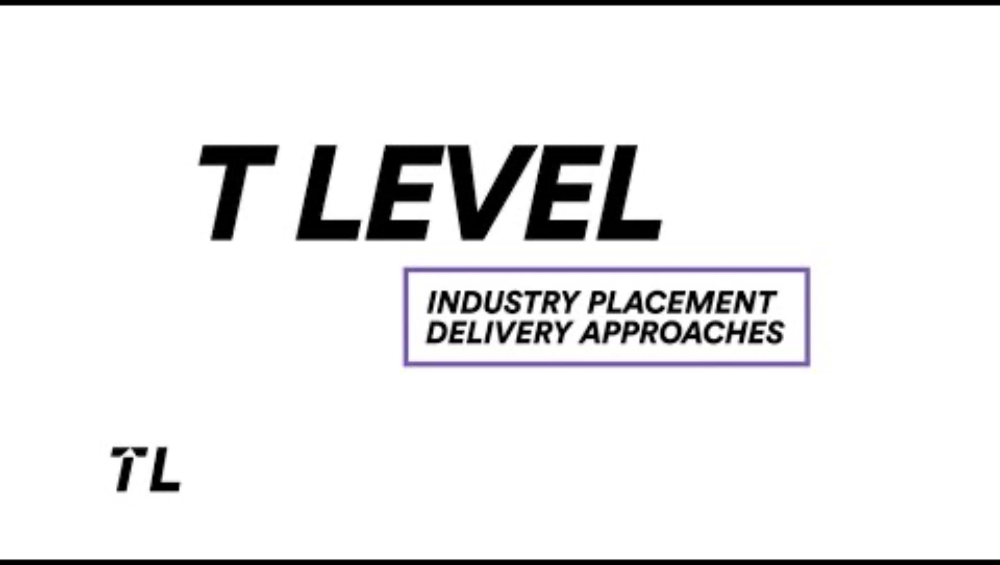 T LEVEL
INDUSTRY PLACEMENT
DELIVERY APPROACHES
TL